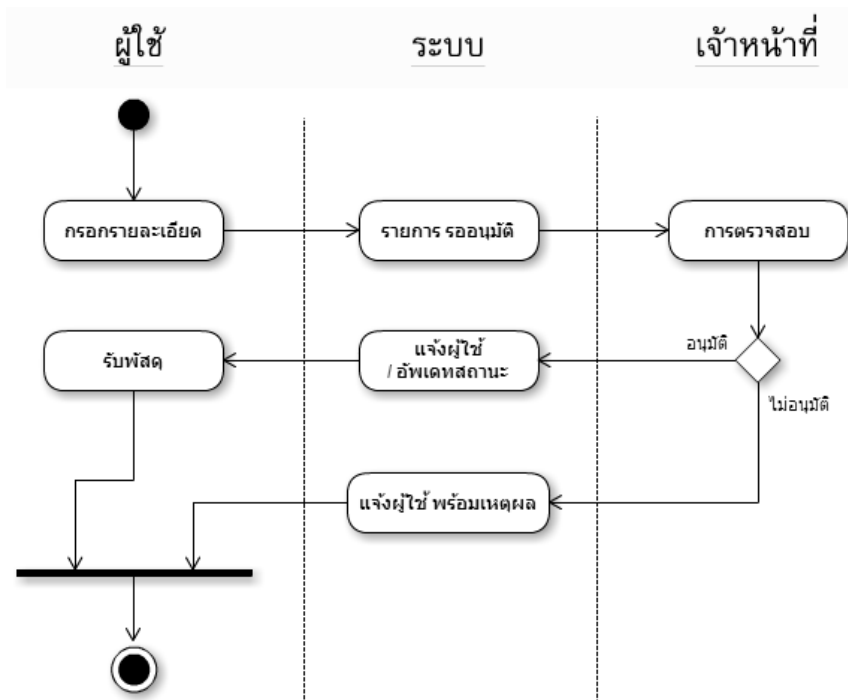 ผู้ใช้
ระบบ
เจ้าหน้าที่
กรอกรายละเอียด
รายการ รออนุมัติ
การตรวจสอบ
รับพัสดุ
แจ้งผู้ใช้
/ อัพเดทสถานะ
อนุมัติ
ไม่อนุมัติ
แจ้งผู้ใช้ พร้อมเหตุผล